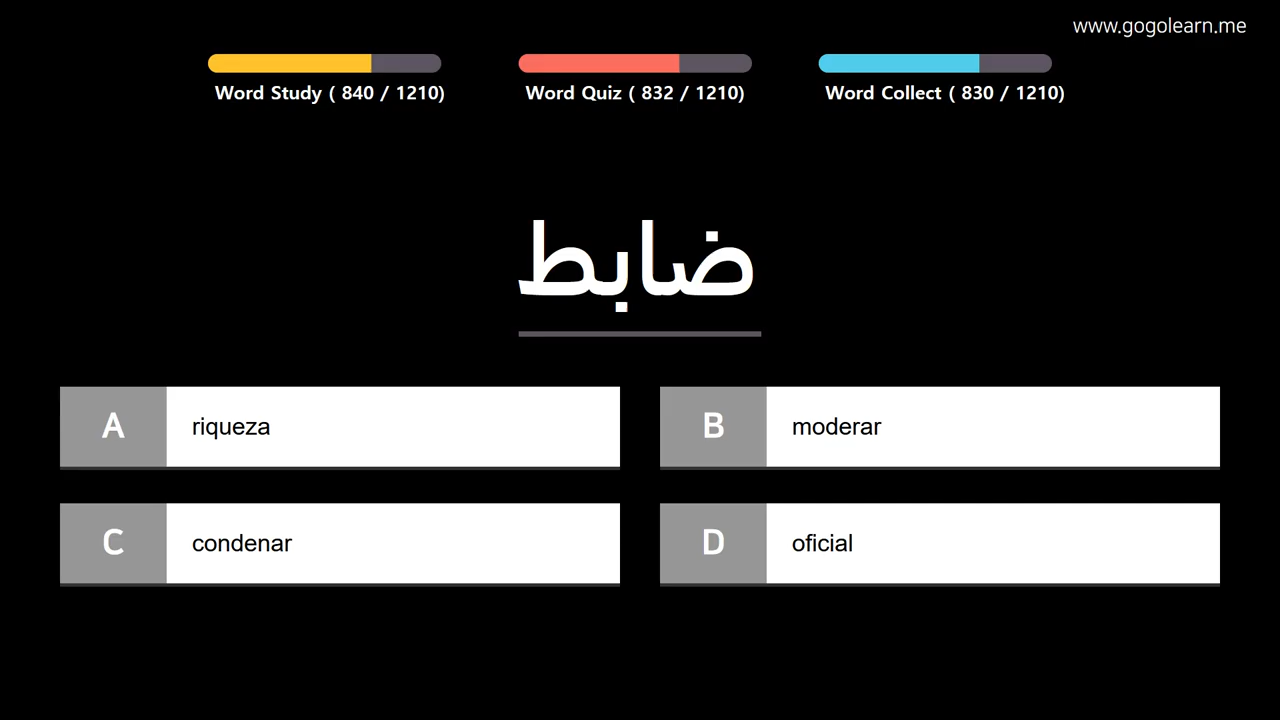 www.gogolearn.me
Word Study ( 840 / 1210)
Word Quiz ( 832 / 1210)
Word Collect ( 830 / 1210)
ضابط
A riqueza
B moderar
C condenar
D oficial